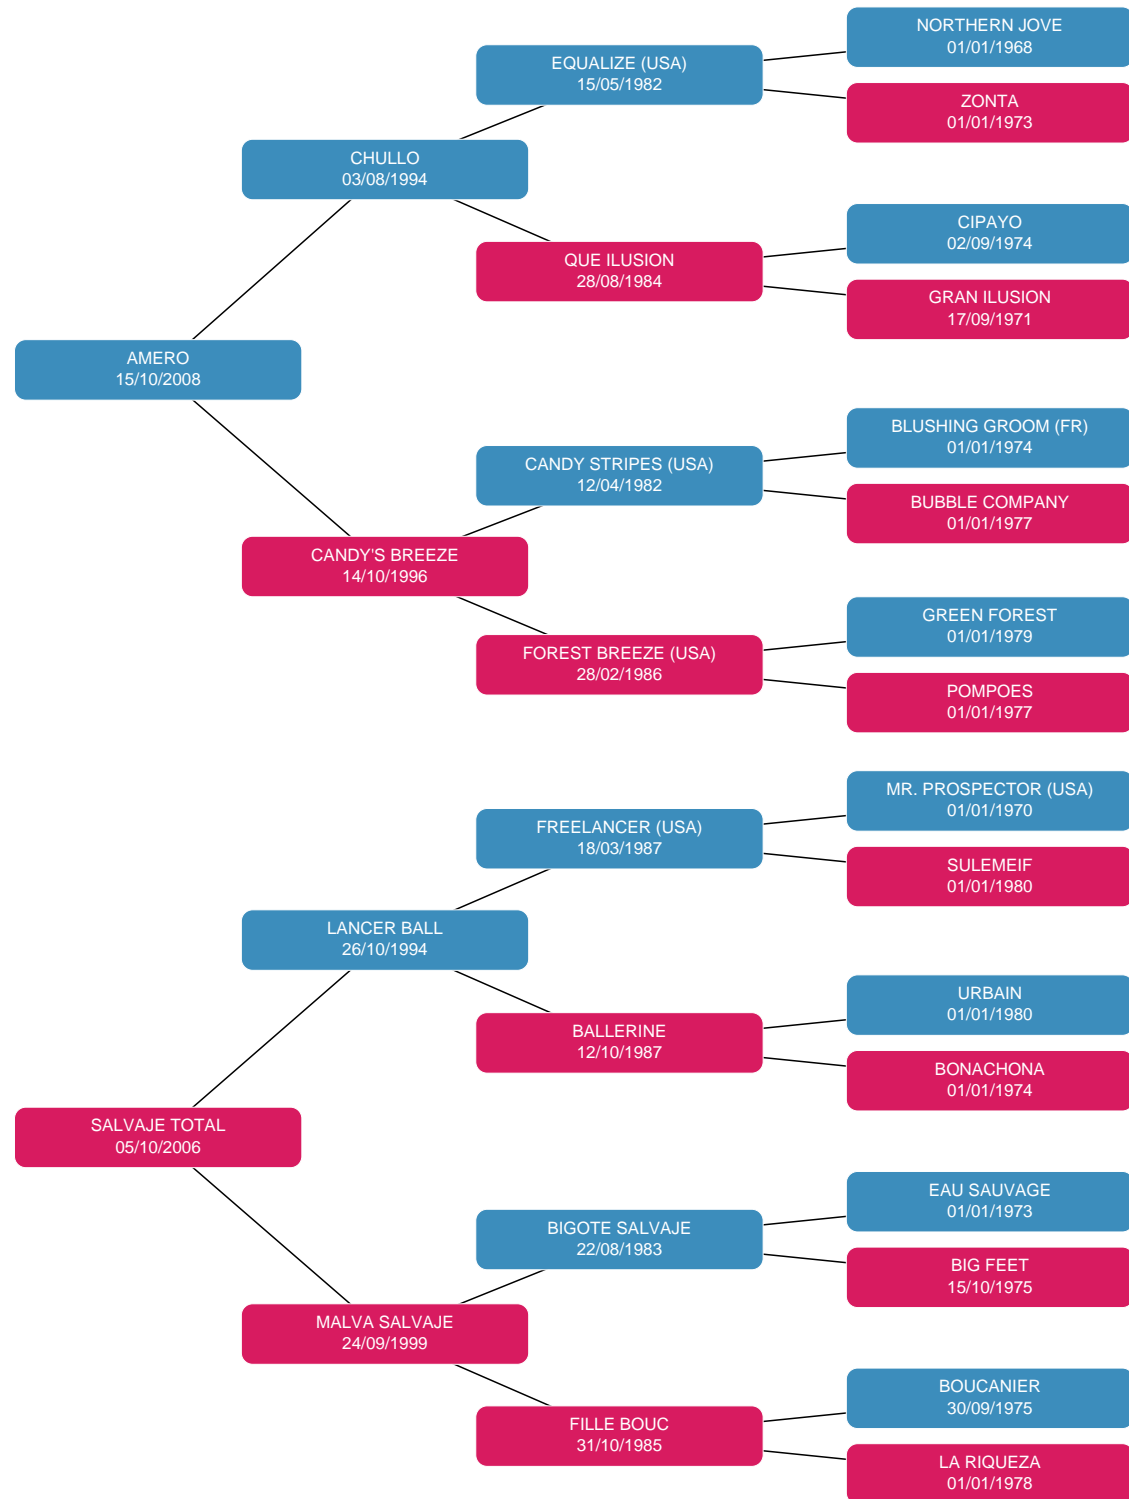 NORTHERN JOVE
01/01/1968
EQUALIZE (USA)
15/05/1982
ZONTA
01/01/1973
CHULLO
03/08/1994
CIPAYO
02/09/1974
QUE ILUSION
28/08/1984
GRAN ILUSION
17/09/1971
AMERO
15/10/2008
BLUSHING GROOM (FR)
01/01/1974
CANDY STRIPES (USA)
12/04/1982
BUBBLE COMPANY
01/01/1977
CANDY'S BREEZE
14/10/1996
GREEN FOREST
01/01/1979
FOREST BREEZE (USA)
28/02/1986
POMPOES
01/01/1977
MR. PROSPECTOR (USA)
01/01/1970
FREELANCER (USA)
18/03/1987
SULEMEIF
01/01/1980
LANCER BALL
26/10/1994
URBAIN
01/01/1980
BALLERINE
12/10/1987
BONACHONA
01/01/1974
SALVAJE TOTAL
05/10/2006
EAU SAUVAGE
01/01/1973
BIGOTE SALVAJE
22/08/1983
BIG FEET
15/10/1975
MALVA SALVAJE
24/09/1999
BOUCANIER
30/09/1975
FILLE BOUC
31/10/1985
LA RIQUEZA
01/01/1978